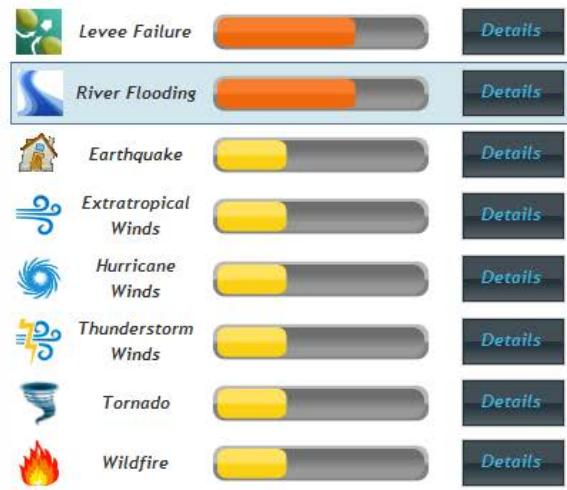 Levee Failure
Details
River Flooding
Details
Earthquake
Details
Extratropical
Winds
Details
Hurricane
Winds
Details
Thunderstorm
Winds
Details
Tornado
Details
Wildfire
Details